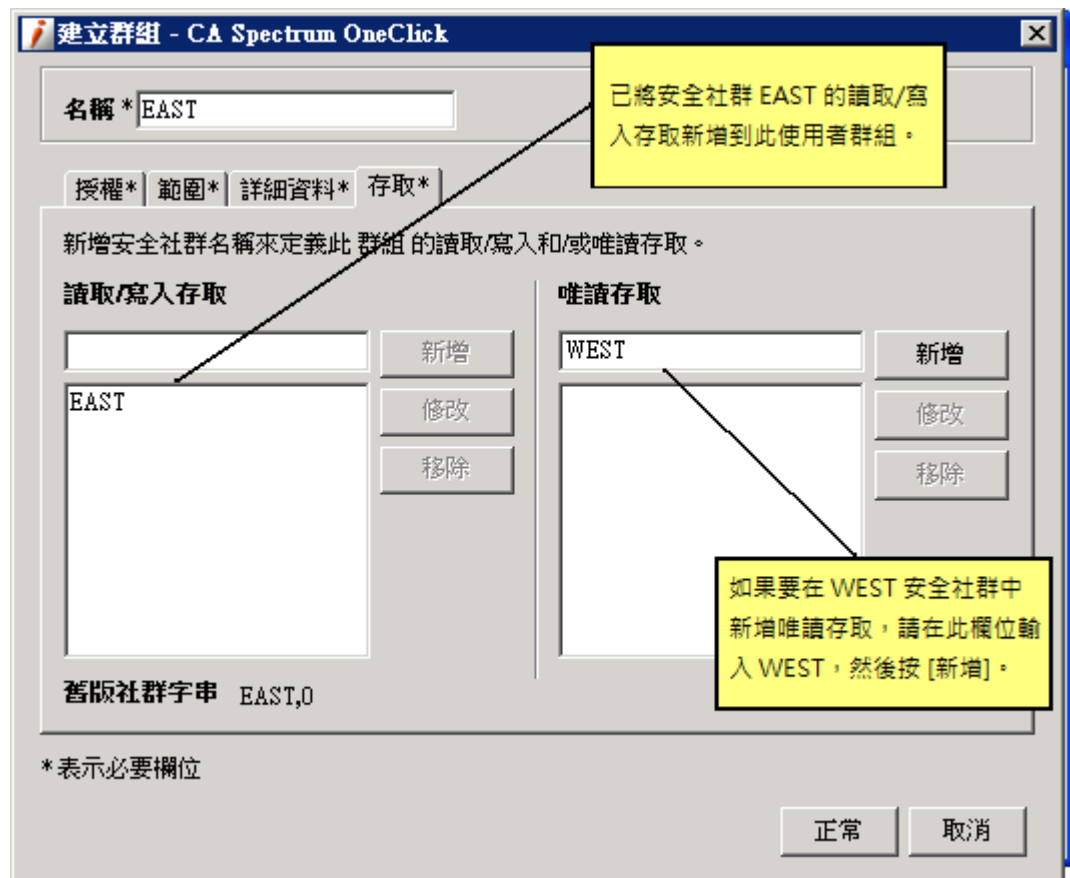 建立群組 - CA Spectrum OneClick
名稱 * EAST
已將安全社群 EAST 的讀取/寫
入存取新增到此使用者群組。
授權* 範圍* 詳細資料* 存取*
新增安全社群名稱來定義此 群組 的讀取/寫入和/或唯讀存取。
讀取/寫入存取
唯讀存取
新增
WEST
新增
EAST
修改
修改
移除
移除
如果要在 WEST 安全社群中
新增唯讀存取,請在此欄位輸
入 WEST,然後按 [新增]。
舊版社群字串 EAST,0
*表示必要欄位
正常
取消